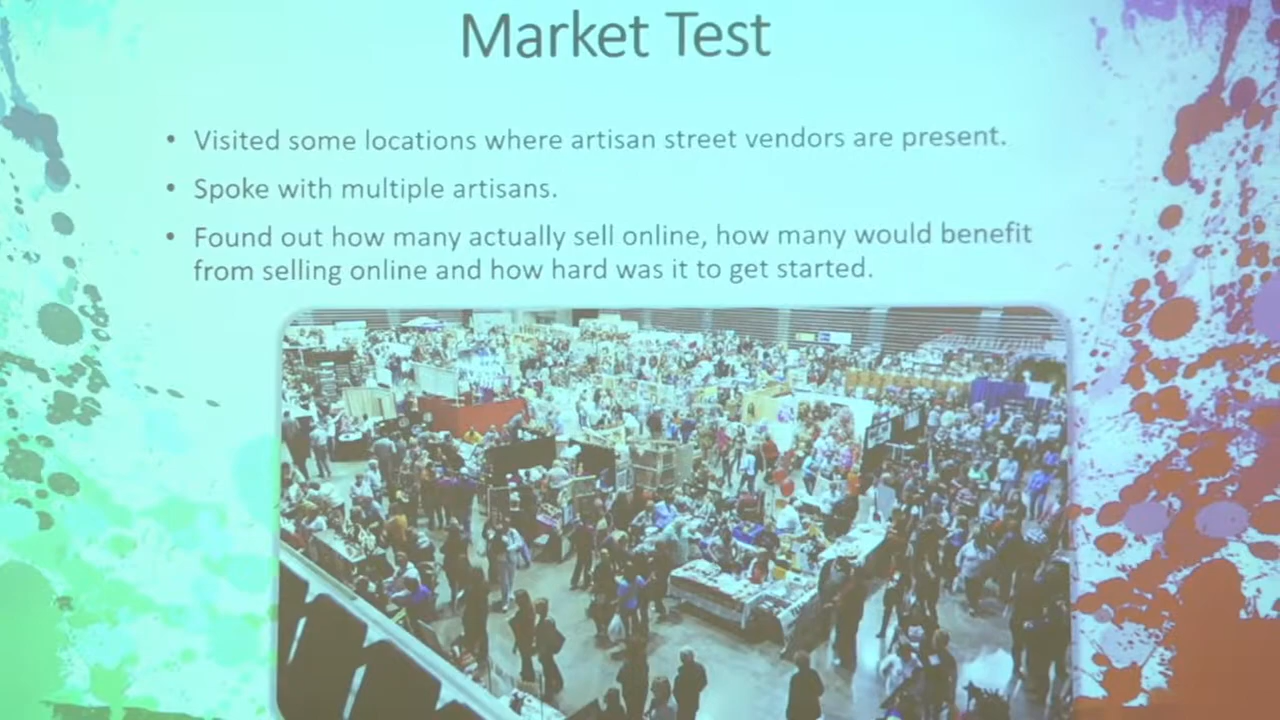 Market Test
• Visited some locations where artisan street vendors are present.
• Spoke with multiple artisans.
• Found out how many actually sell online, how many would benefit
from selling online and how hard was it to get started.